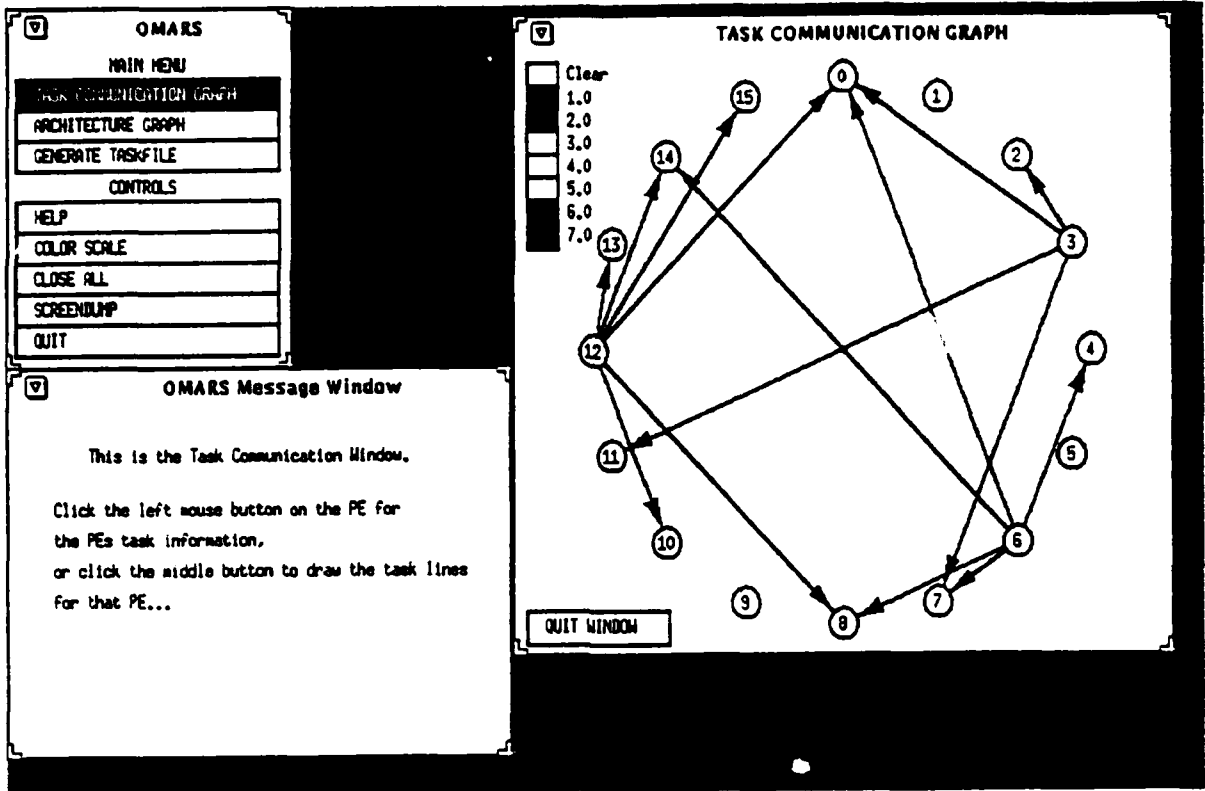 OMARS
MAIN MENU
TASK COMMUNICATION GRAPH
ARCHITECTURE GRAPH
GENERATE TASKFILE
CONTROLS
HELP
COLOR SCALE
CLOSE ALL
SCREENDUMP
QUIT
OMARS Message Window
This is the Task Communication Window.
Click the left mouse button on the PE for
the PEs task information,
or click the middle button to draw the task lines
for that PE...
TASK COMMUNICATION GRAPH
Clear
1.0
2.0
3.0
4.0
5.0
6.0
7.0
0
1
2
3
4
5
6
7
8
9
10
11
12
13
14
15
QUIT WINDOW